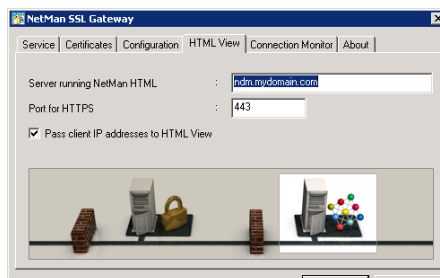 NetMan SSL Gateway
Service Certificates Configuration HTML View Connection Monitor About
Server running NetMan HTML : ndm.mydomain.com
Port for HTTPS : 443
Pass client IP addresses to HTML View